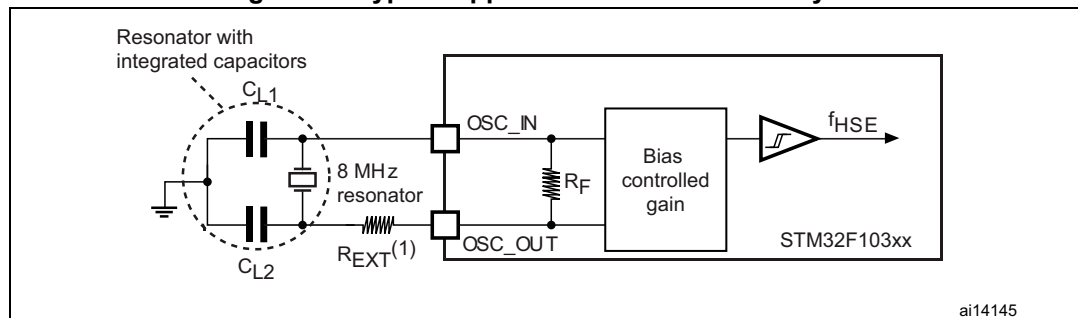 Resonator with
integrated capacitors
CL1
OSC_IN
fHSE
8 MHz
resonator
RF
Bias
controlled
gain
REXT(1)
OSC_OUT
STM32F103xx
CL2
ai14145